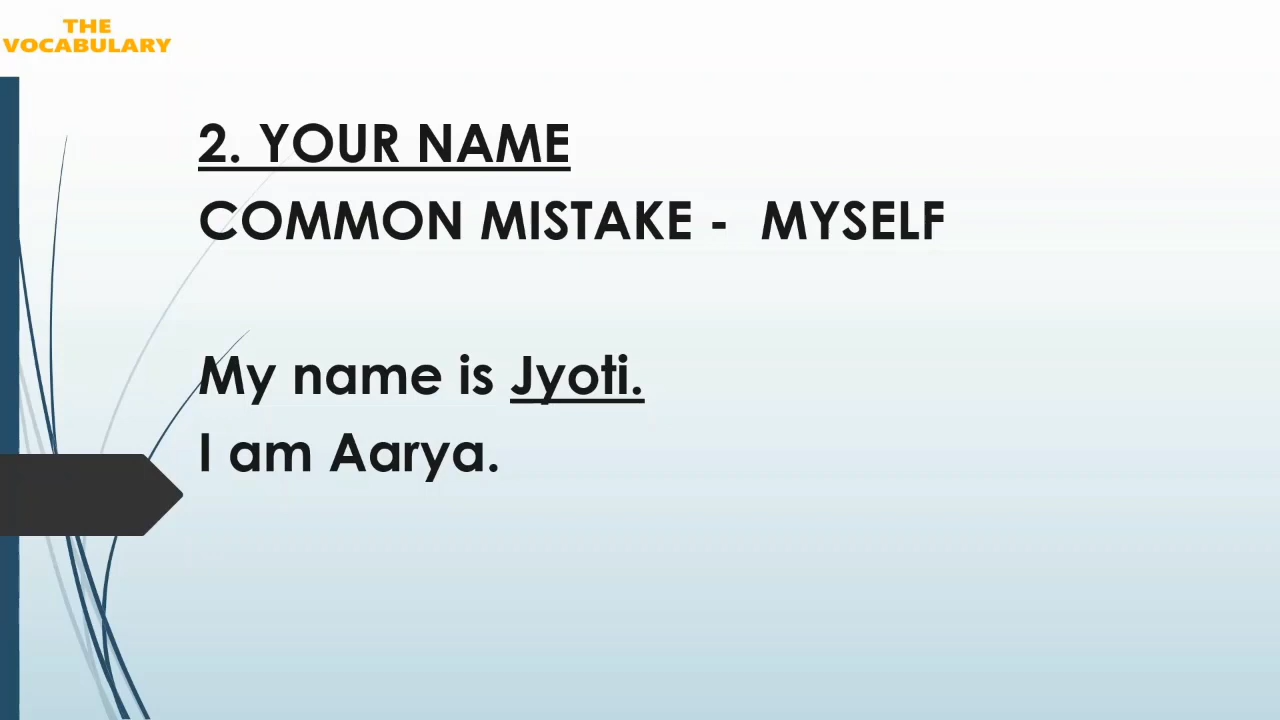 THE
VOCABULARY
2. YOUR NAME
COMMON MISTAKE - MYSELF
My name is Jyoti.
I am Aarya.